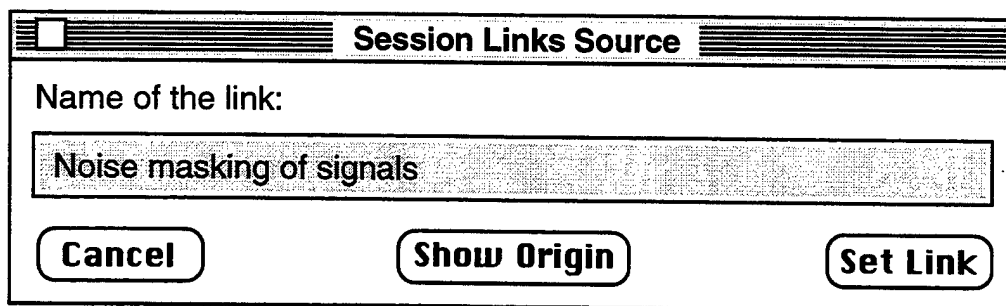 Session Links Source
Name of the link:
Noise masking of signals
Cancel Show Origin Set Link